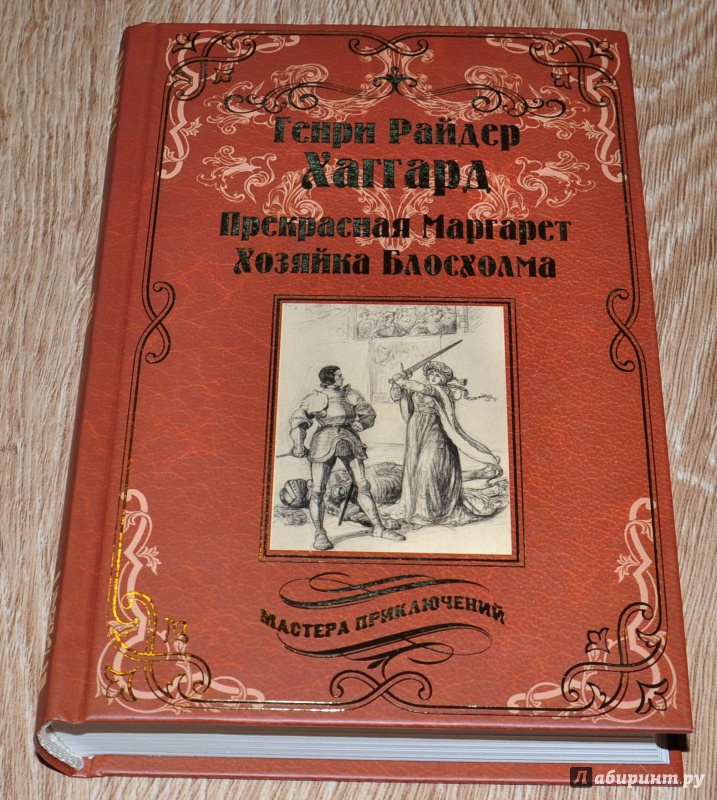 Генри Райдер
Хаггард
Прекрасная Маргарет
Хозяйка Блосхолма
МАСТЕРА ПРИКЛЮЧЕНИЙ
Лабиринт.ру